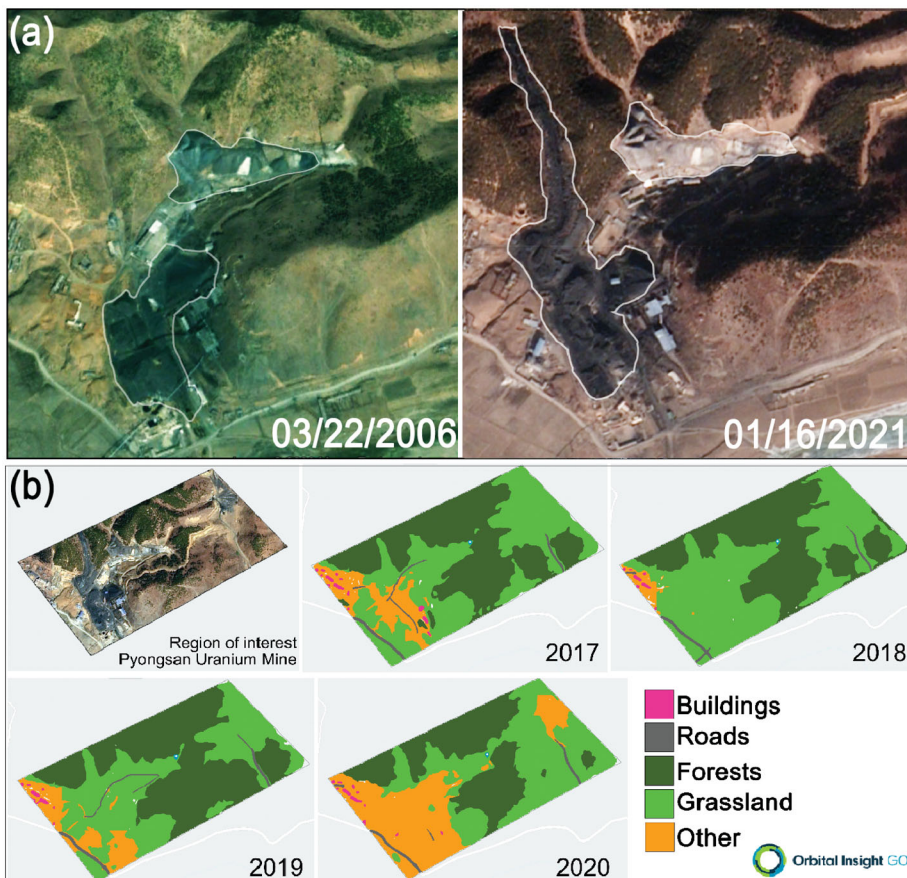 (a)
03/22/2006
01/16/2021
(b)
Region of interest
Pyongsan Uranium Mine
2017
2018
2019
2020
Buildings
Roads
Forests
Grassland
Other
Orbital Insight GO